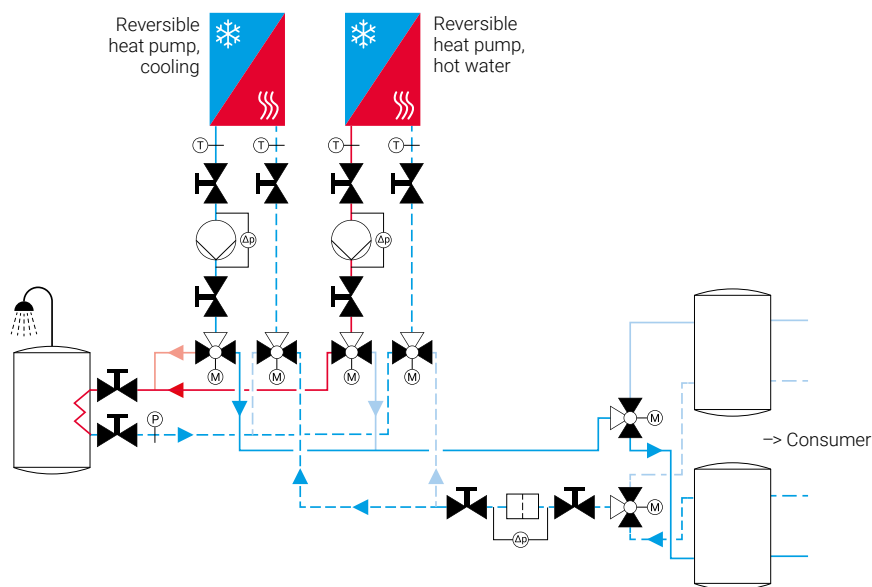 Reversible
heat pump,
cooling
Reversible
heat pump,
hot water
T
T
T
T
Δp
Δp
M
M
M
M
P
M
–> Consumer
M
Δp